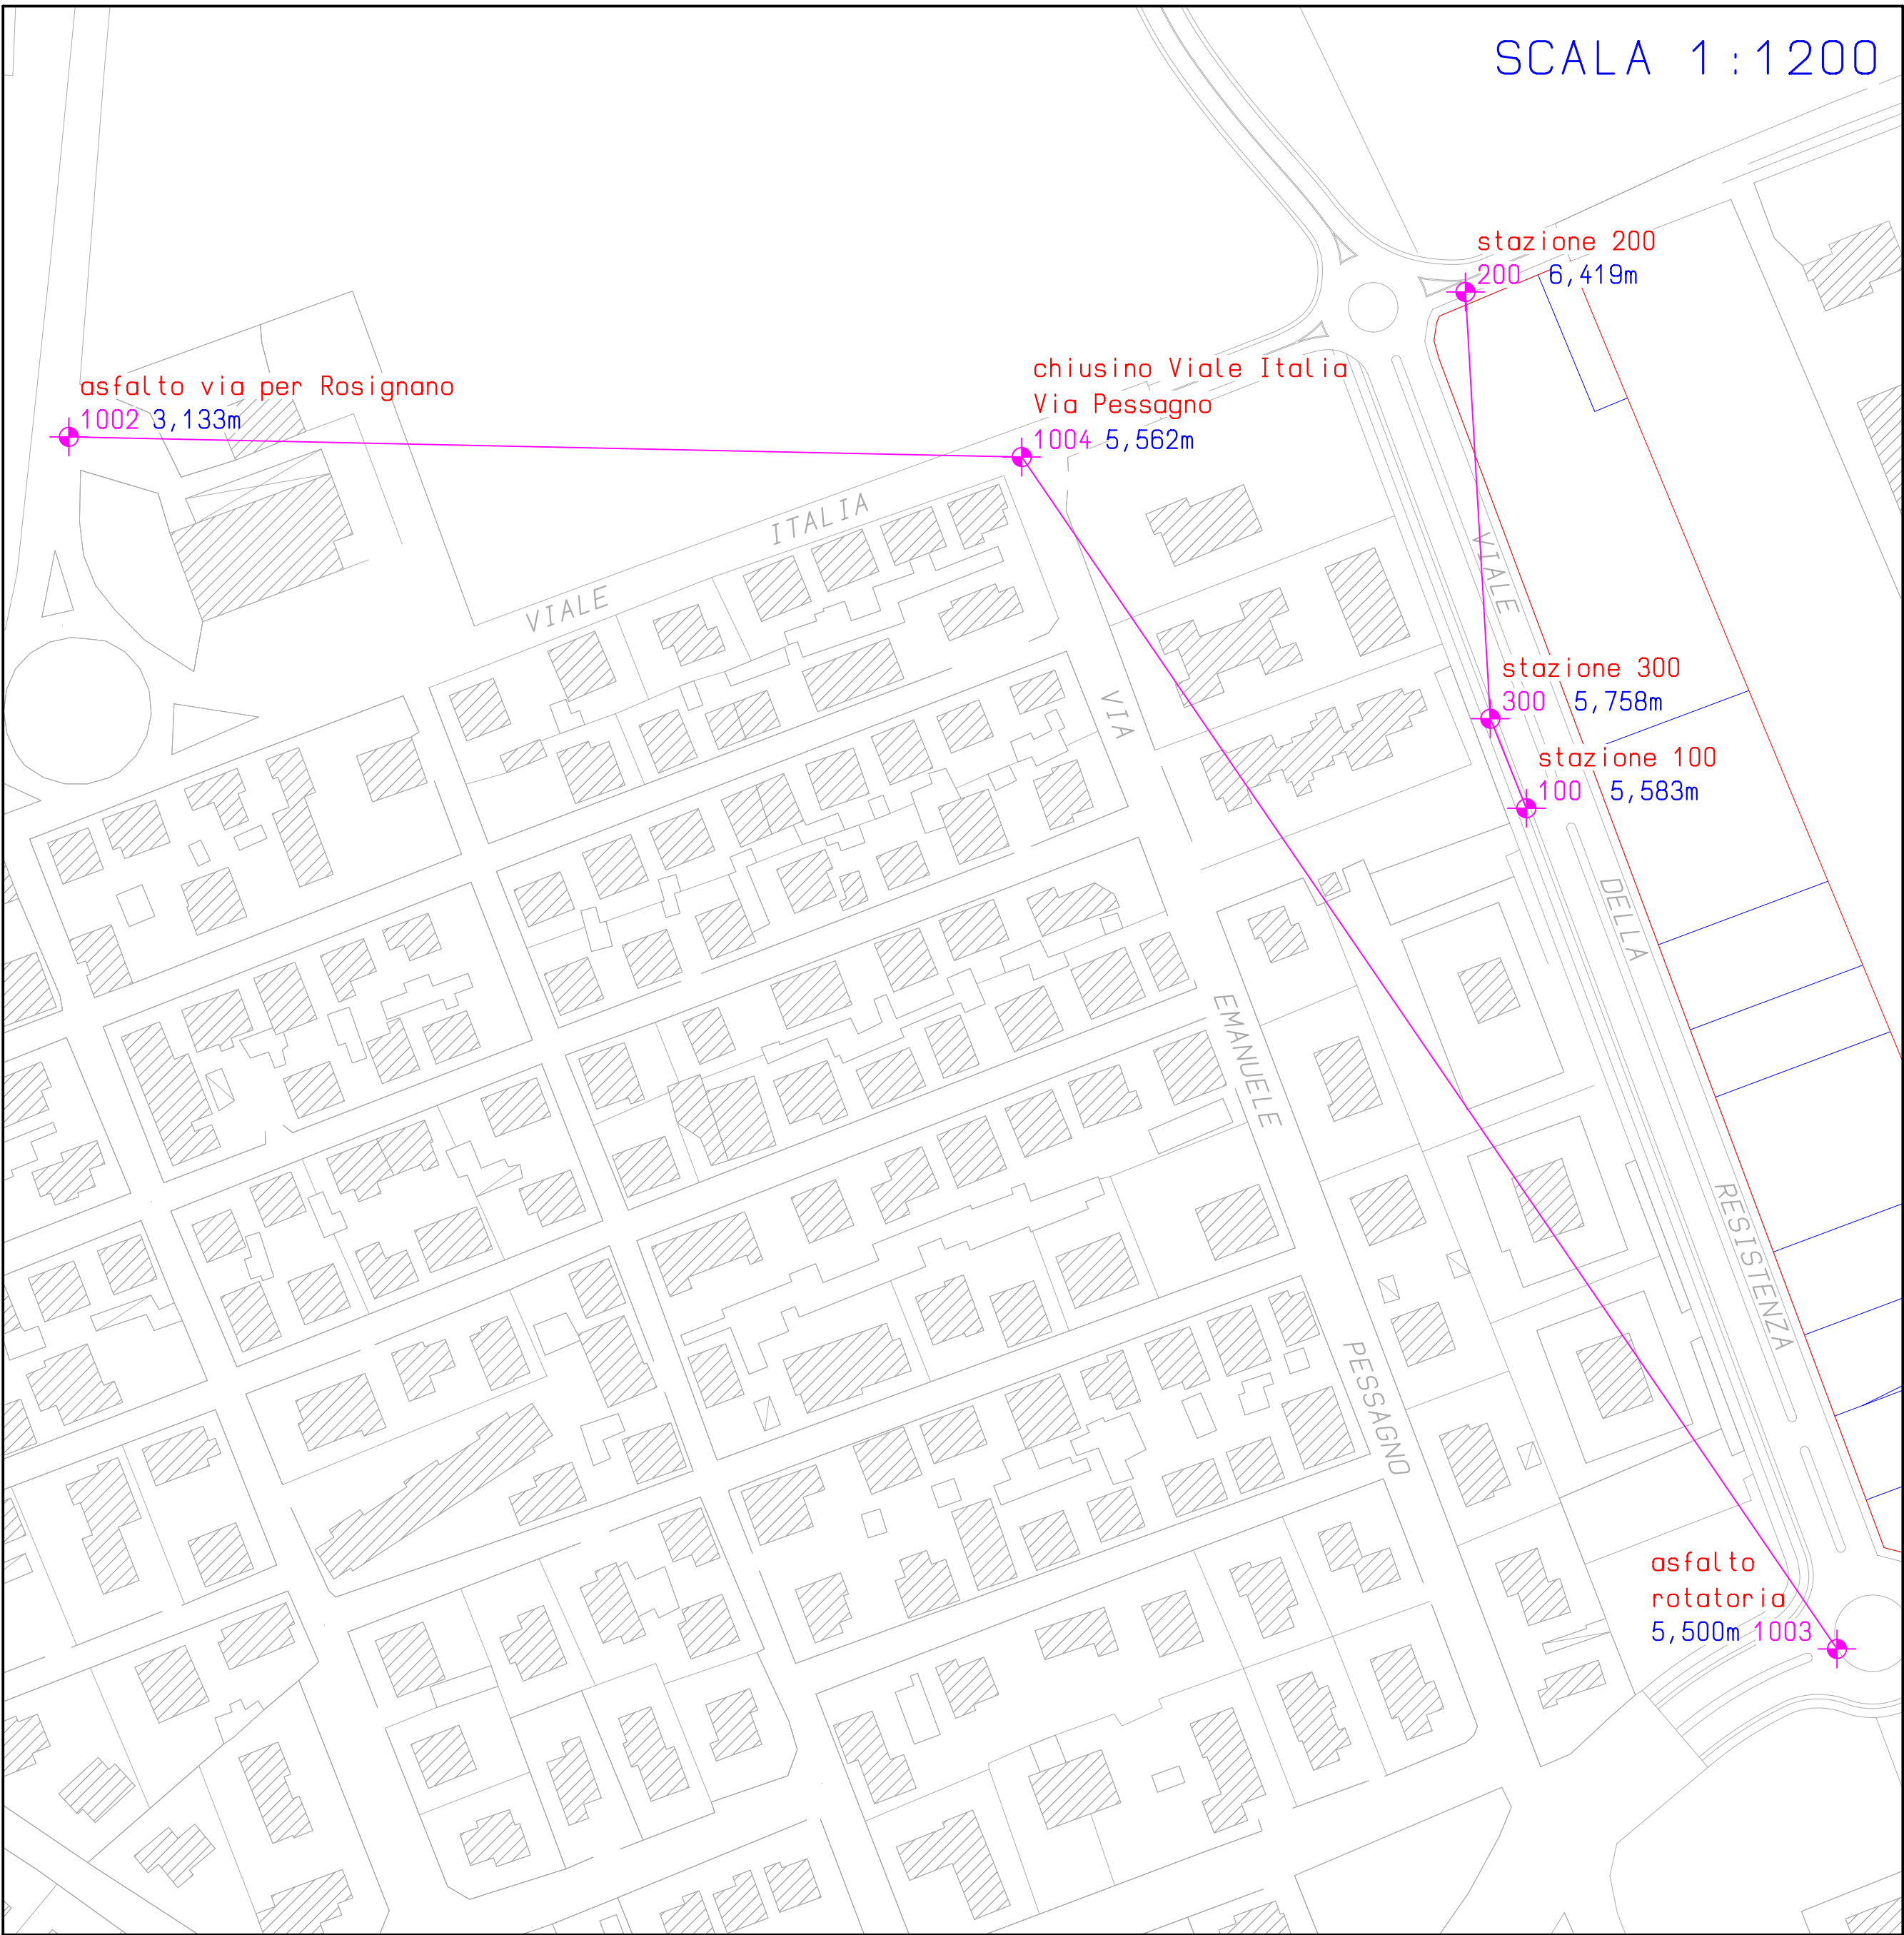 SCALA 1:1200
stazione 200
200 6,419m
chiusino Viale Italia
Via Pessagno
1004 5,562m
asfalto via per Rosignano
1002 3,133m
VIALE ITALIA
VIALE DELLA RESISTENZA
stazione 300
300 5,758m
stazione 100
100 5,583m
VIA EMANUELE PESSAGNO
asfalto
rotatoria
5,500m 1003